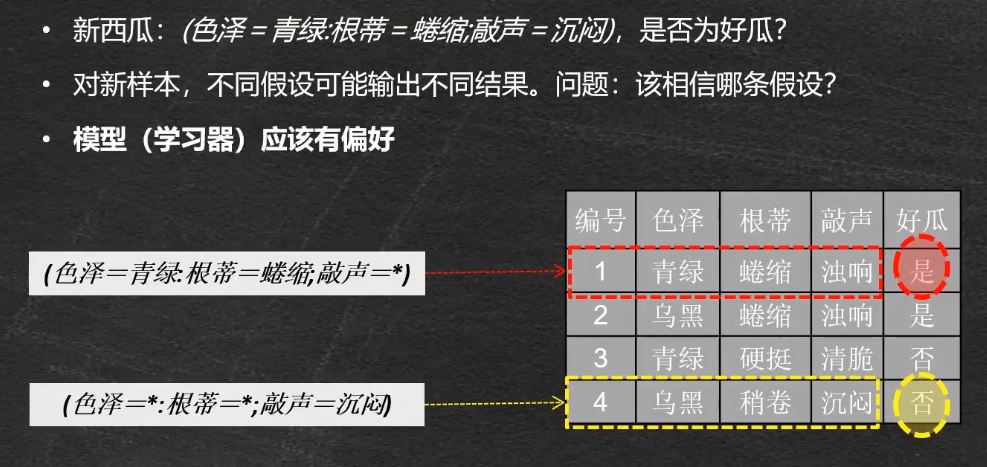 • 新西瓜：(色泽 = 青绿;根蒂 = 蜷缩;敲声 = 沉闷)，是否为好瓜？
• 对新样本，不同假设可能输出不同结果。问题：该相信哪条假设？
• 模型（学习器）应该有偏好
编号 色泽 根蒂 敲声 好瓜
(色泽＝青绿;根蒂＝蜷缩;敲声＝*)
1 青绿 蜷缩 浊响 是
2 乌黑 蜷缩 浊响 是
3 青绿 硬挺 清脆 否
(色泽＝*;根蒂＝*;敲声＝沉闷)
4 乌黑 稍卷 沉闷 否